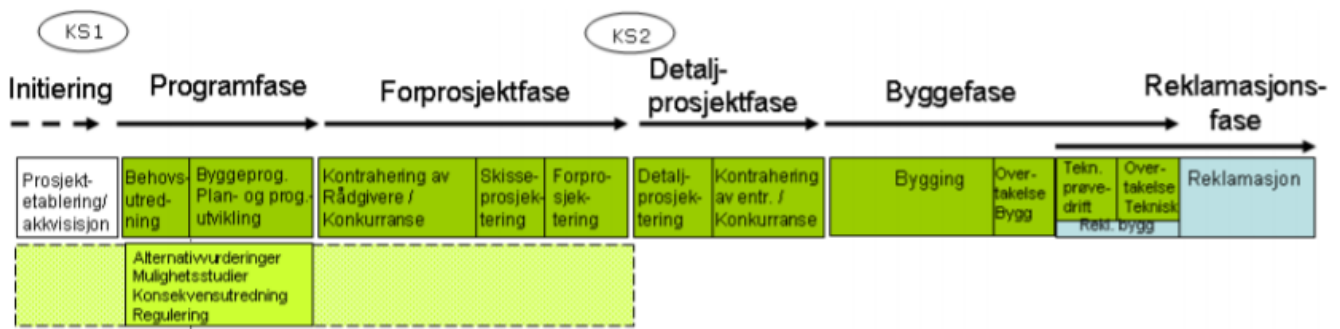 KS1
KS2
Initiering
Programfase
Forprosjektfase
Detalj-
prosjektfase
Byggefase
Reklamasjons-
fase
Prosjekt-
etablering/
akkvisisjon
Behovs-
utred-
ning
Byggeprog.
Plan- og prog.-
utvikling
Kontrahering av
Rådgivere /
Konkurranse
Skisse-
prosjek-
tering
Forpro-
sjek-
tering
Detalj-
prosjek-
tering
Kontrahering
av entr. /
Konkurranse
Bygging
Over-
takelse
Bygg
Tekn.
prøve-
drift
Over-
takelse
Teknisk
Rekl. bygg
Reklamasjon
Alternativvurderinger
Mulighetsstudier
Konsekvensutredning
Regulering